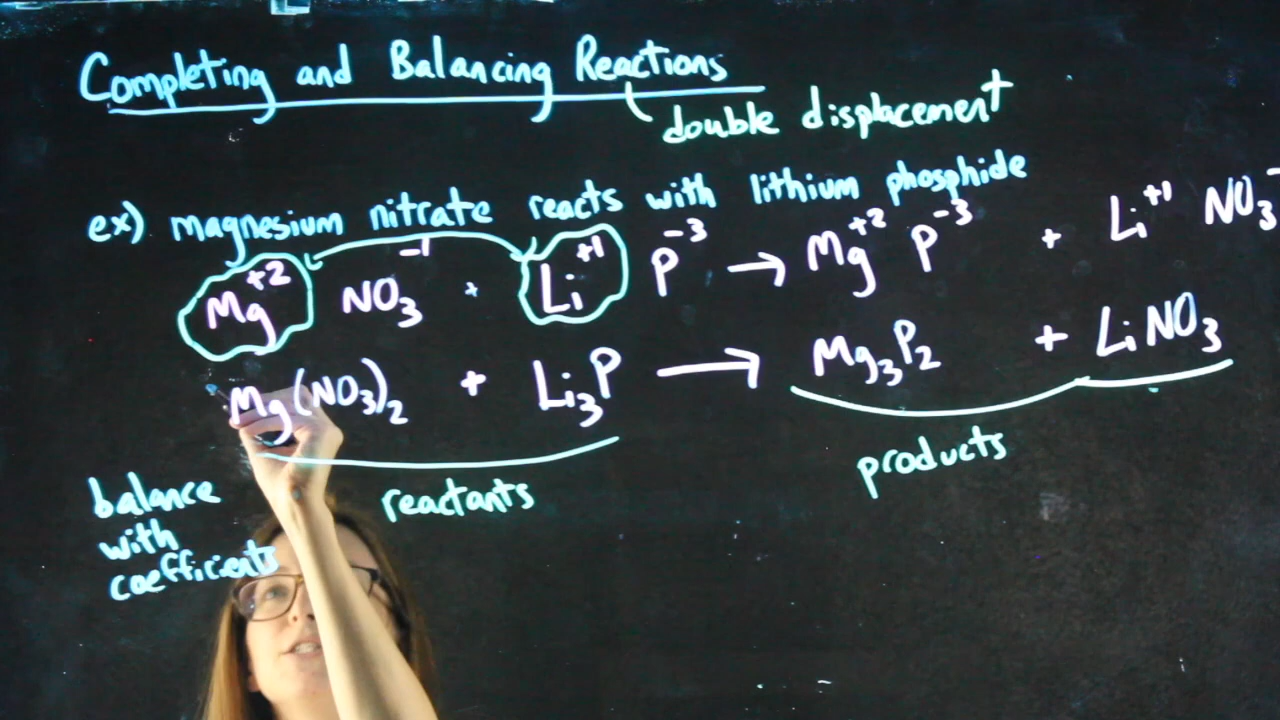 Completing and Balancing Reactions
double displacement
ex) magnesium nitrate reacts with lithium phosphide
Mg⁺² NO₃⁻¹ + Li⁺¹ P⁻³ → Mg⁺² P⁻³ + Li⁺¹ NO₃⁻
Mg(NO₃)₂ + Li₃P → Mg₃P₂ + LiNO₃
reactants
products
balance
with
coefficients